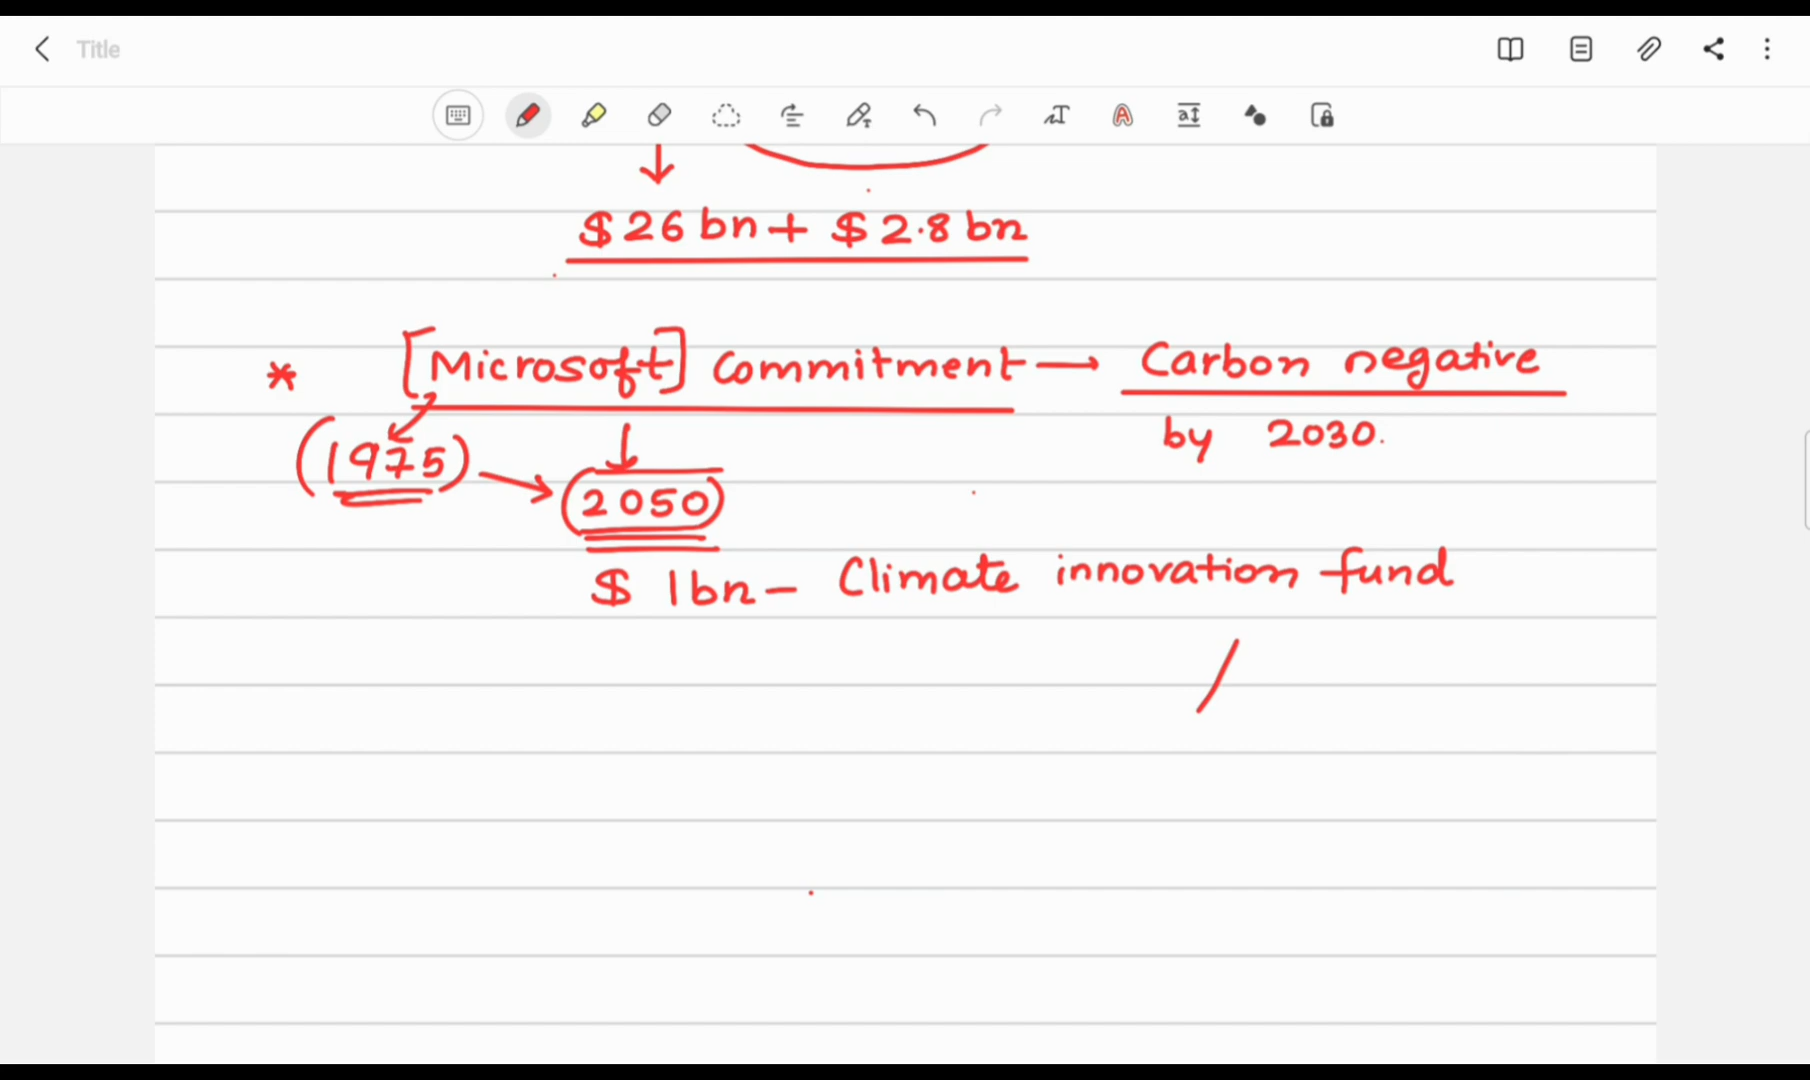 Title
$ 26 bn + $ 2.8 bn
* [Microsoft] Commitment → Carbon negative
by 2030.
(1975) → (2050)
$ 1bn - Climate innovation fund